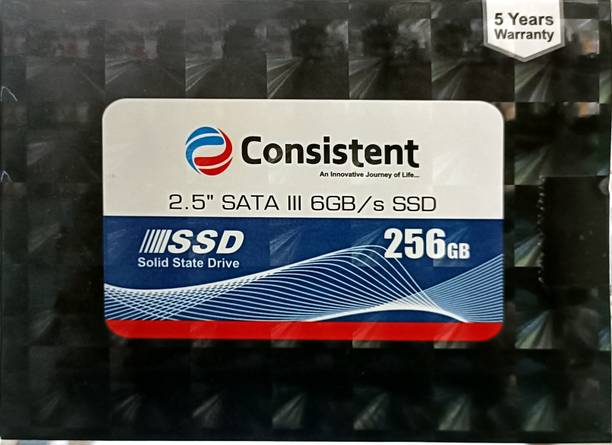 5 Years
Warranty
Consistent
An Innovative Journey of Life...
2.5" SATA III 6GB/s SSD
SSD
256GB
Solid State Drive